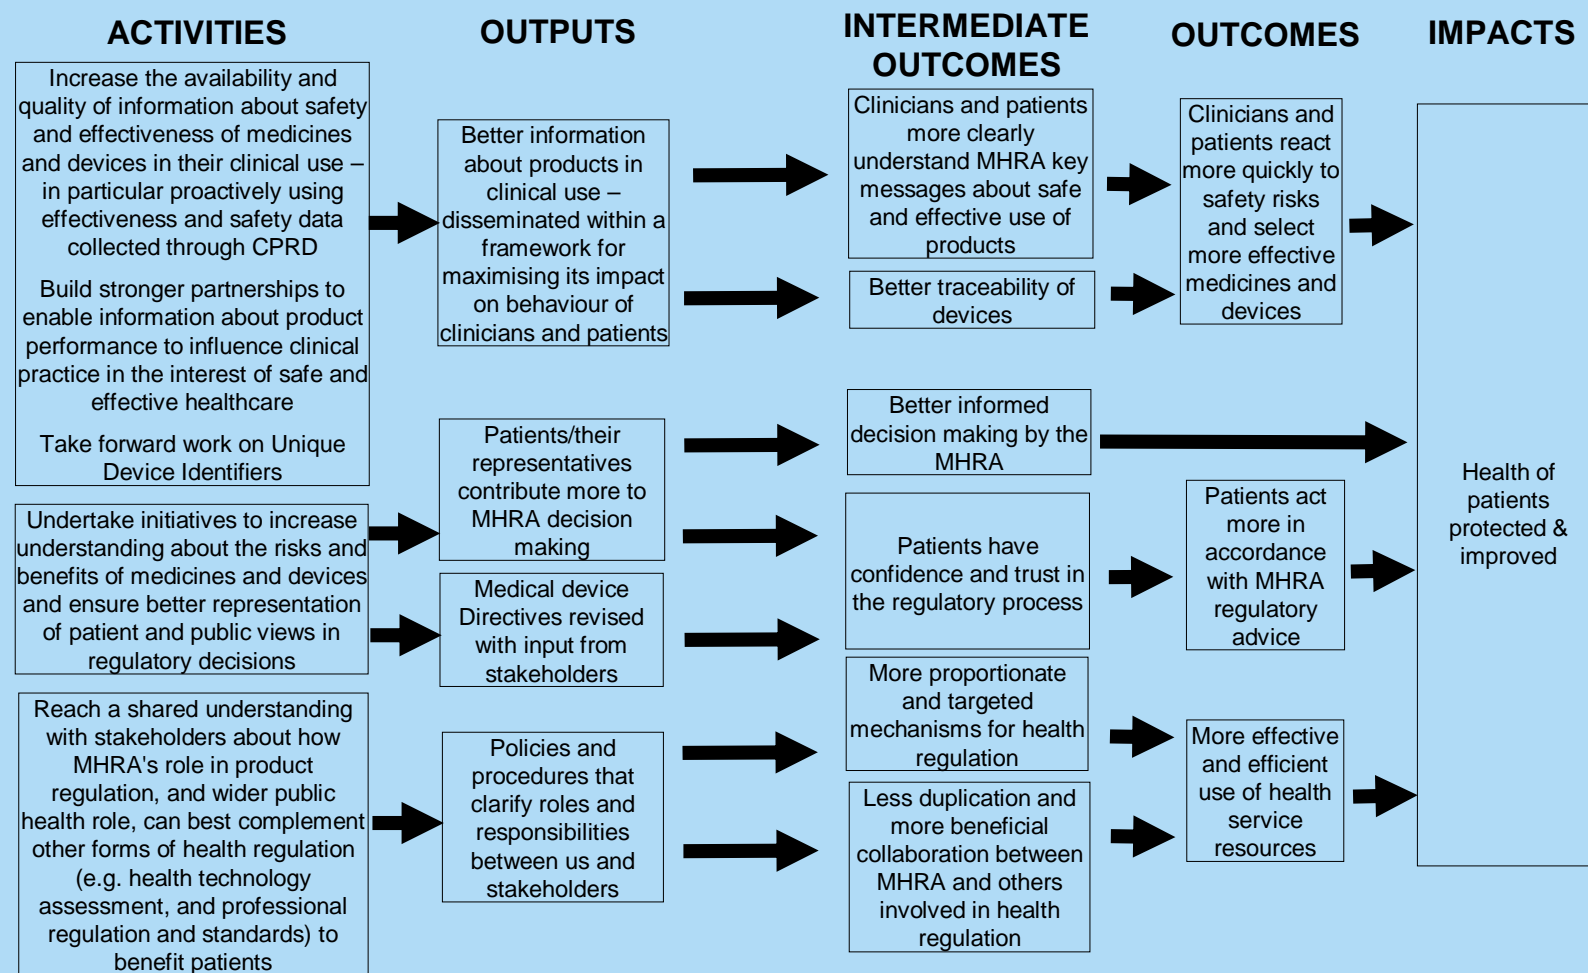 ACTIVITIES
Increase the availability and
quality of information about safety
and effectiveness of medicines
and devices in their clinical use –
in particular proactively using
effectiveness and safety data
collected through CPRD
Build stronger partnerships to
enable information about product
performance to influence clinical
practice in the interest of safe and
effective healthcare
Take forward work on Unique
Device Identifiers
Undertake initiatives to increase
understanding about the risks and
benefits of medicines and devices
and ensure better representation
of patient and public views in
regulatory decisions
Reach a shared understanding
with stakeholders about how
MHRA's role in product
regulation, and wider public
health role, can best complement
other forms of health regulation
(e.g. health technology
assessment, and professional
regulation and standards) to
benefit patients
OUTPUTS
Better information
about products in
clinical use –
disseminated within a
framework for
maximising its impact
on behaviour of
clinicians and patients
Patients/their
representatives
contribute more to
MHRA decision
making
Medical device
Directives revised
with input from
stakeholders
Policies and
procedures that
clarify roles and
responsibilities
between us and
stakeholders
INTERMEDIATE
OUTCOMES
Clinicians and patients
more clearly
understand MHRA key
messages about safe
and effective use of
products
Better traceability of
devices
Better informed
decision making by the
MHRA
Patients have
confidence and trust in
the regulatory process
More proportionate
and targeted
mechanisms for health
regulation
Less duplication and
more beneficial
collaboration between
MHRA and others
involved in health
regulation
OUTCOMES
Clinicians and
patients react
more quickly to
safety risks
and select
more effective
medicines and
devices
Patients act
more in
accordance
with MHRA
regulatory
advice
More effective
and efficient
use of health
service
resources
IMPACTS
Health of
patients
protected &
improved